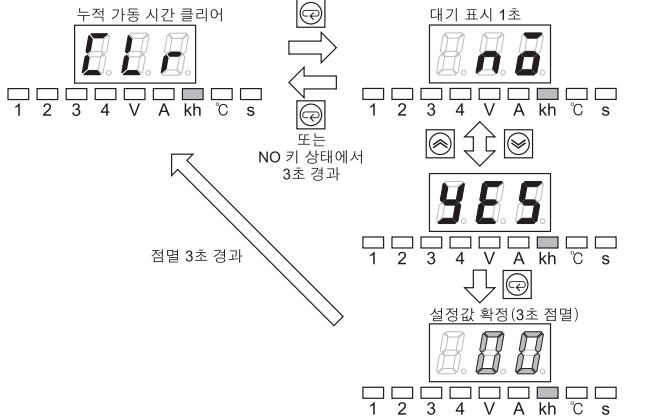 누적 가동 시간 클리어
CLr
1 2 3 4 V A kh ℃ s
또는
NO 키 상태에서
3초 경과
대기 표시 1초
nō
1 2 3 4 V A kh ℃ s
YES
1 2 3 4 V A kh ℃ s
점멸 3초 경과
설정값 확정(3초 점멸)
00
1 2 3 4 V A kh ℃ s